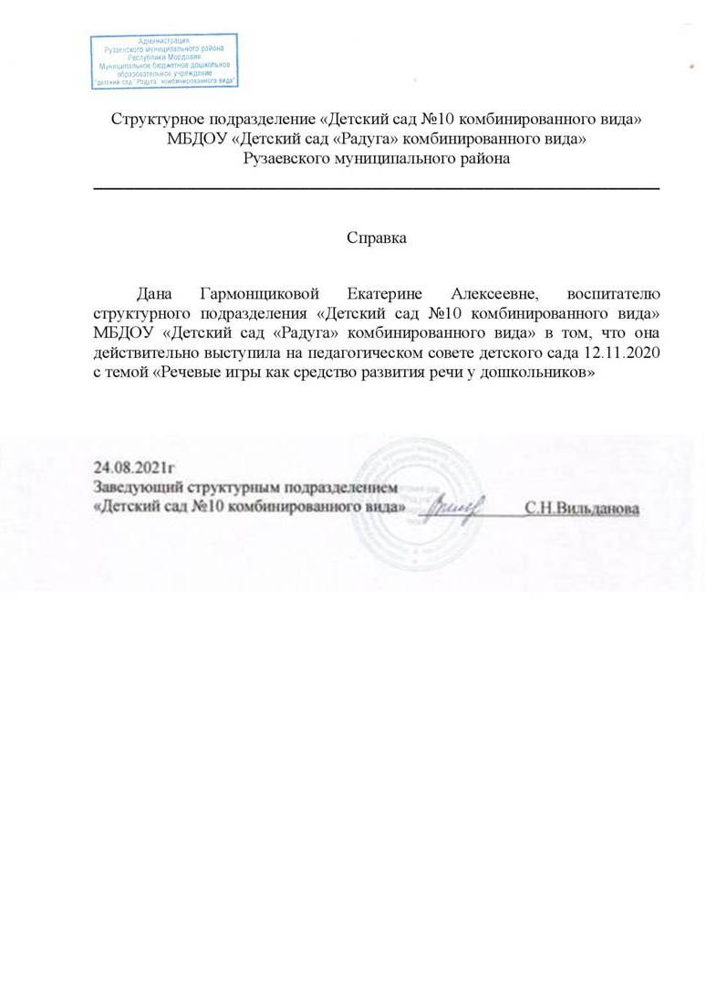 Администрация
Рузаевского муниципального района
Республики Мордовия
Муниципальное бюджетное дошкольное
образовательное учреждение
"детский сад "Радуга" комбинированного вида"
Структурное подразделение «Детский сад №10 комбинированного вида»
МБДОУ «Детский сад «Радуга» комбинированного вида»
Рузаевского муниципального района
Справка
Дана Гармонщиковой Екатерине Алексеевне, воспитателю
структурного подразделения «Детский сад №10 комбинированного вида»
МБДОУ «Детский сад «Радуга» комбинированного вида» в том, что она
действительно выступила на педагогическом совете детского сада 12.11.2020
с темой «Речевые игры как средство развития речи у дошкольников»
24.08.2021г
Заведующий структурным подразделением
«Детский сад №10 комбинированного вида» С.Н.Вильданова